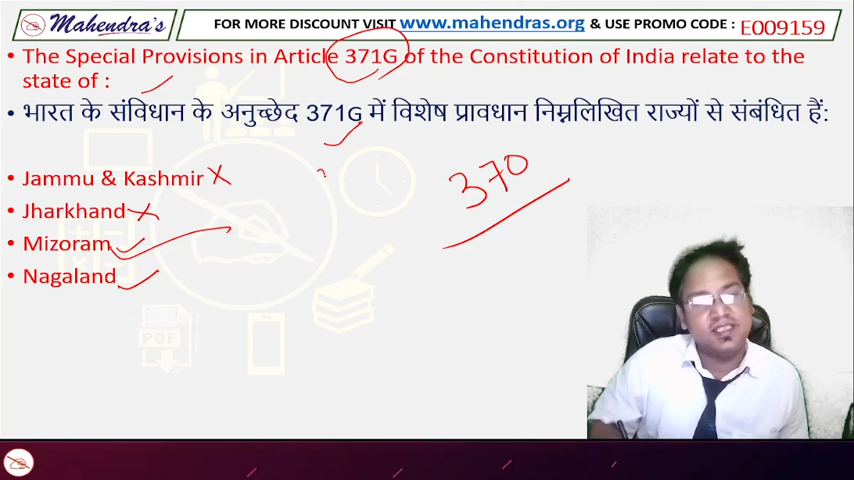 Mahendra's
FOR MORE DISCOUNT VISIT www.mahendras.org & USE PROMO CODE : E009159
• The Special Provisions in Article 371G of the Constitution of India relate to the
state of :
• भारत के संविधान के अनुच्छेद 371G में विशेष प्रावधान निम्नलिखित राज्यों से संबंधित हैं:
• Jammu & Kashmir
• Jharkhand
• Mizoram
• Nagaland
370
PDF